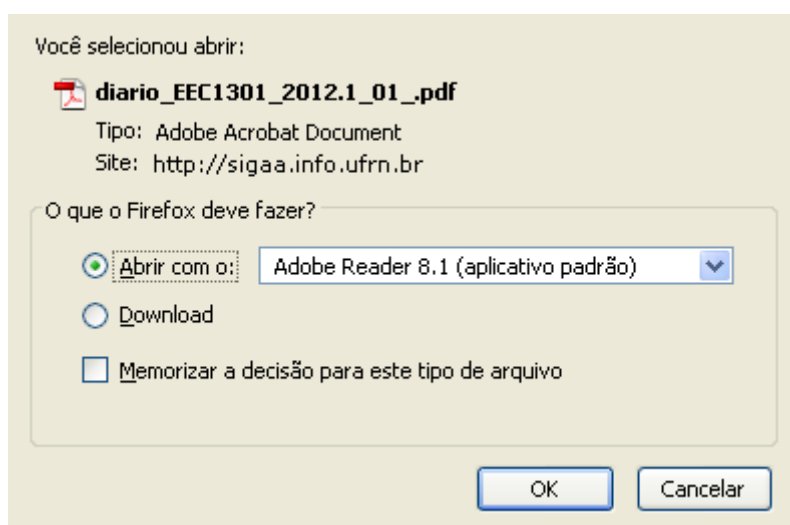 Você selecionou abrir:
diario_EEC1301_2012.1_01_.pdf
Tipo: Adobe Acrobat Document
Site: http://sigaa.info.ufrn.br
O que o Firefox deve fazer?
Abrir com o: Adobe Reader 8.1 (aplicativo padrão)
Download
Memorizar a decisão para este tipo de arquivo
OK Cancelar